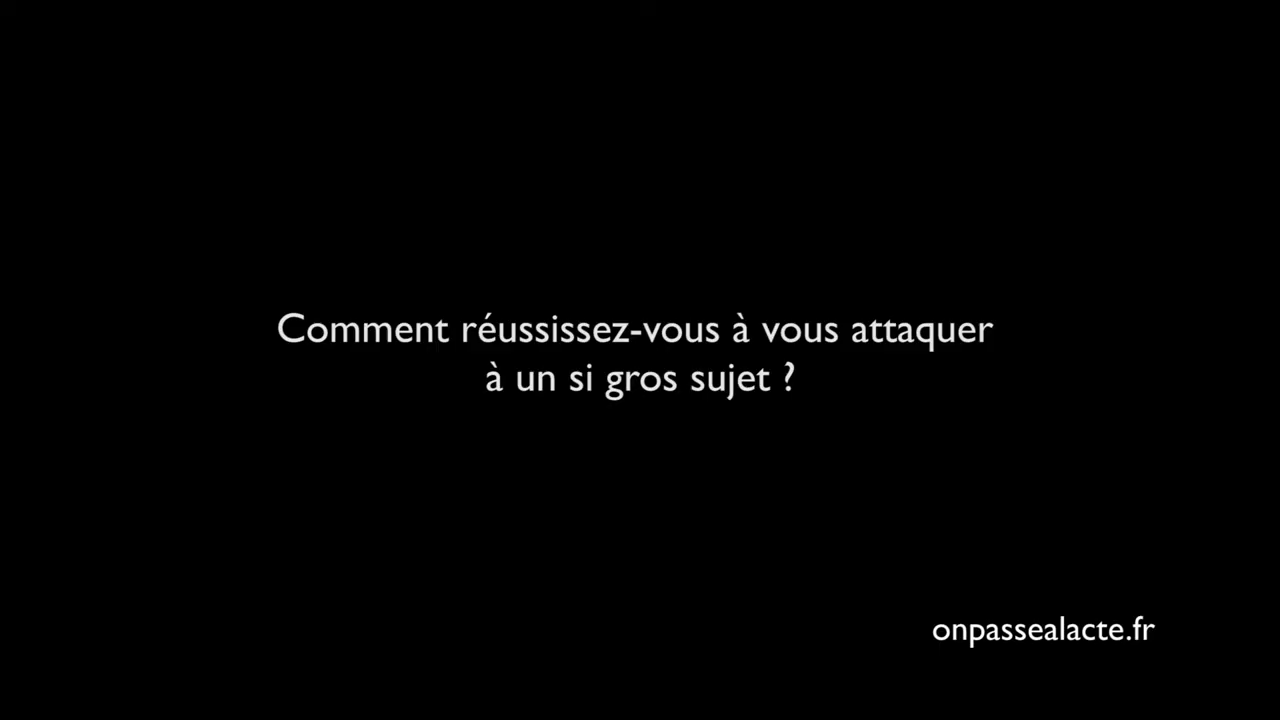 Comment réussissez-vous à vous attaquer
à un si gros sujet ?
onpassealacte.fr